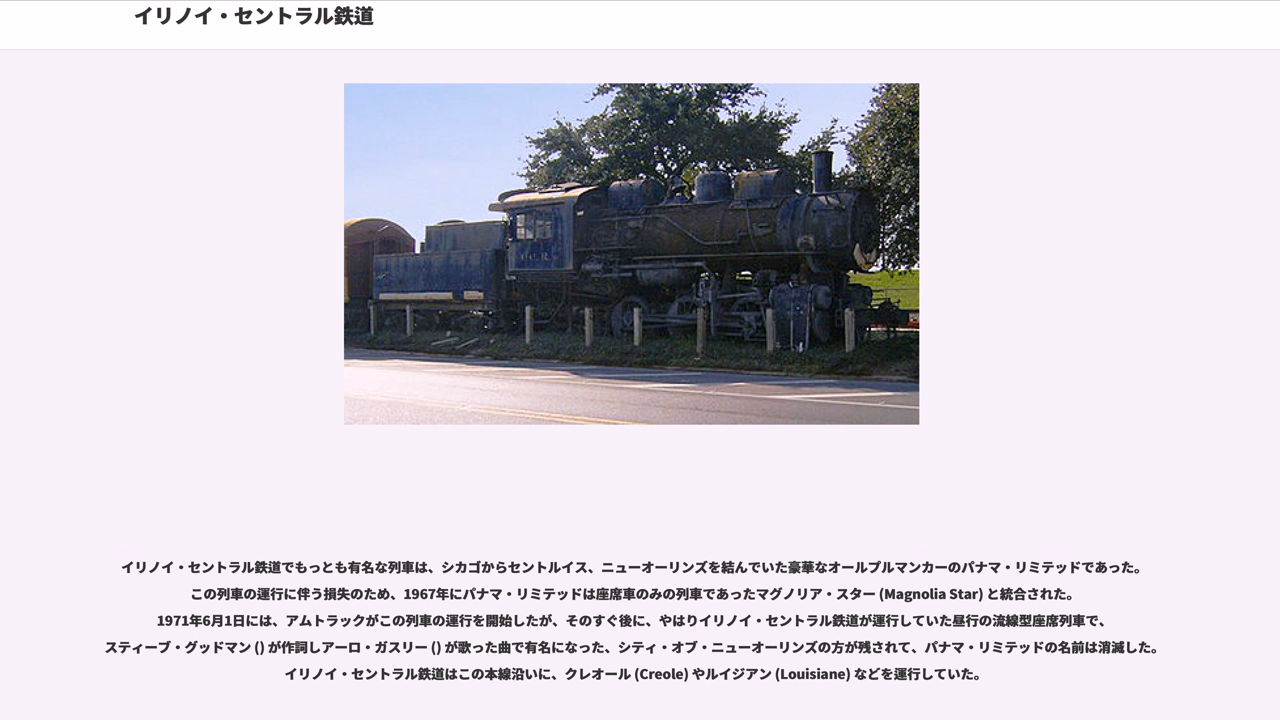 イリノイ・セントラル鉄道
イリノイ・セントラル鉄道でもっとも有名な列車は、シカゴからセントルイス、ニューオーリンズを結んでいた豪華なオールプルマンカーのパナマ・リミテッドであった。
この列車の運行に伴う損失のため、1967年にパナマ・リミテッドは座席車のみの列車であったマグノリア・スター (Magnolia Star) と統合された。
1971年6月1日には、アムトラックがこの列車の運行を開始したが、そのすぐ後に、やはりイリノイ・セントラル鉄道が運行していた昼行の流線型座席列車で、
スティーブ・グッドマン () が作詞しアーロ・ガスリー () が歌った曲で有名になった、シティ・オブ・ニューオーリンズの方が残されて、パナマ・リミテッドの名前は消滅した。
イリノイ・セントラル鉄道はこの本線沿いに、クレオール (Creole) やルイジアン (Louisiane) などを運行していた。